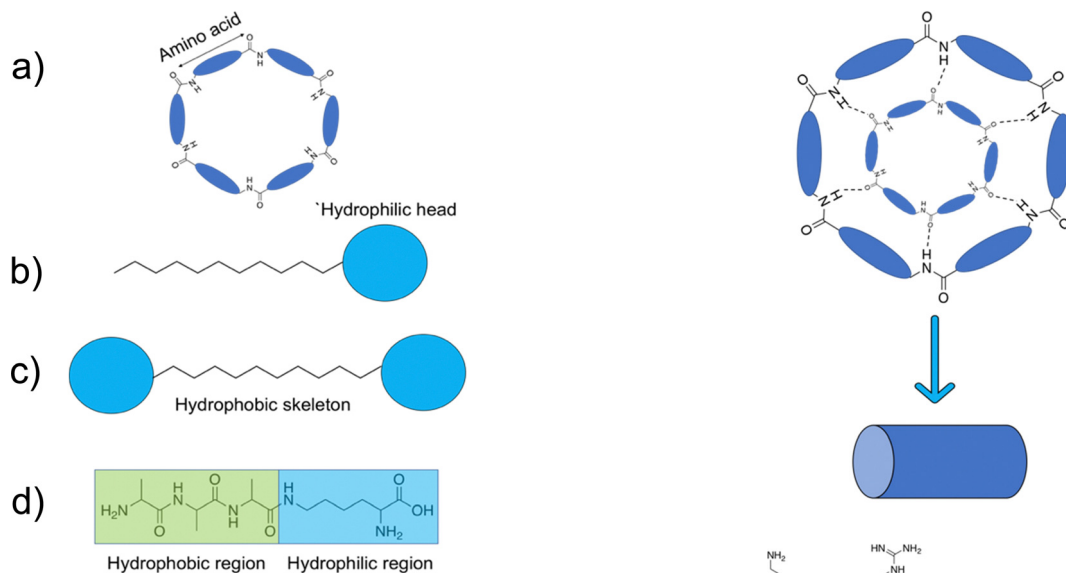 a)
Amino acid
O
N
H
O
N
H
O
H
N
O
H
N
O
N
H
O
H
N
`Hydrophilic head
b)
c)
Hydrophobic skeleton
d)
H₂N
O
H
N
N
H
O
O
H
N
O
OH
NH₂
Hydrophobic region
Hydrophilic region
O
N
H
O
N
H
O
N
H
O
N
H
O
N
H
O
H
N
O
N
H
O
N
H
O
N
H
O
N
H
O
N
H
O
H
N
NH₂
HN
NH₂
NH